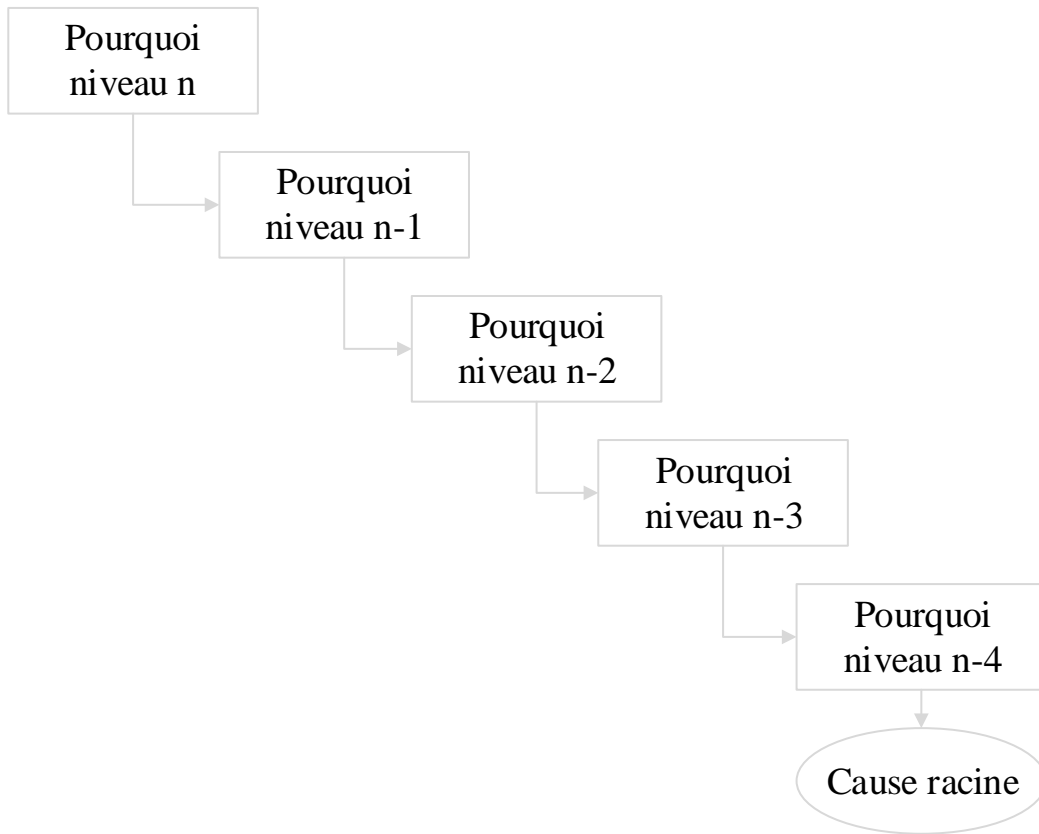 Pourquoi
niveau n
Pourquoi
niveau n-1
Pourquoi
niveau n-2
Pourquoi
niveau n-3
Pourquoi
niveau n-4
Cause racine